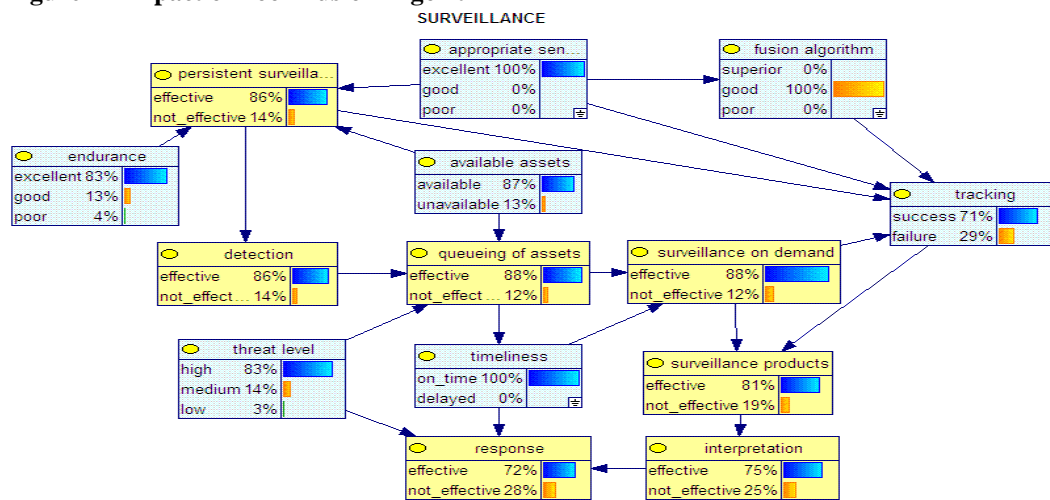 SURVEILLANCE
appropriate sen...
excellent 100%
good 0%
poor 0%
fusion algorithm
superior 0%
good 100%
poor 0%
persistent surveilla...
effective 86%
not_effective 14%
endurance
excellent 83%
good 13%
poor 4%
available assets
available 87%
unavailable 13%
tracking
success 71%
failure 29%
detection
effective 86%
not_effect ... 14%
queueing of assets
effective 88%
not_effect ... 12%
surveillance on demand
effective 88%
not_effective 12%
threat level
high 83%
medium 14%
low 3%
timeliness
on_time 100%
delayed 0%
surveillance products
effective 81%
not_effective 19%
response
effective 72%
not_effective 28%
interpretation
effective 75%
not_effective 25%